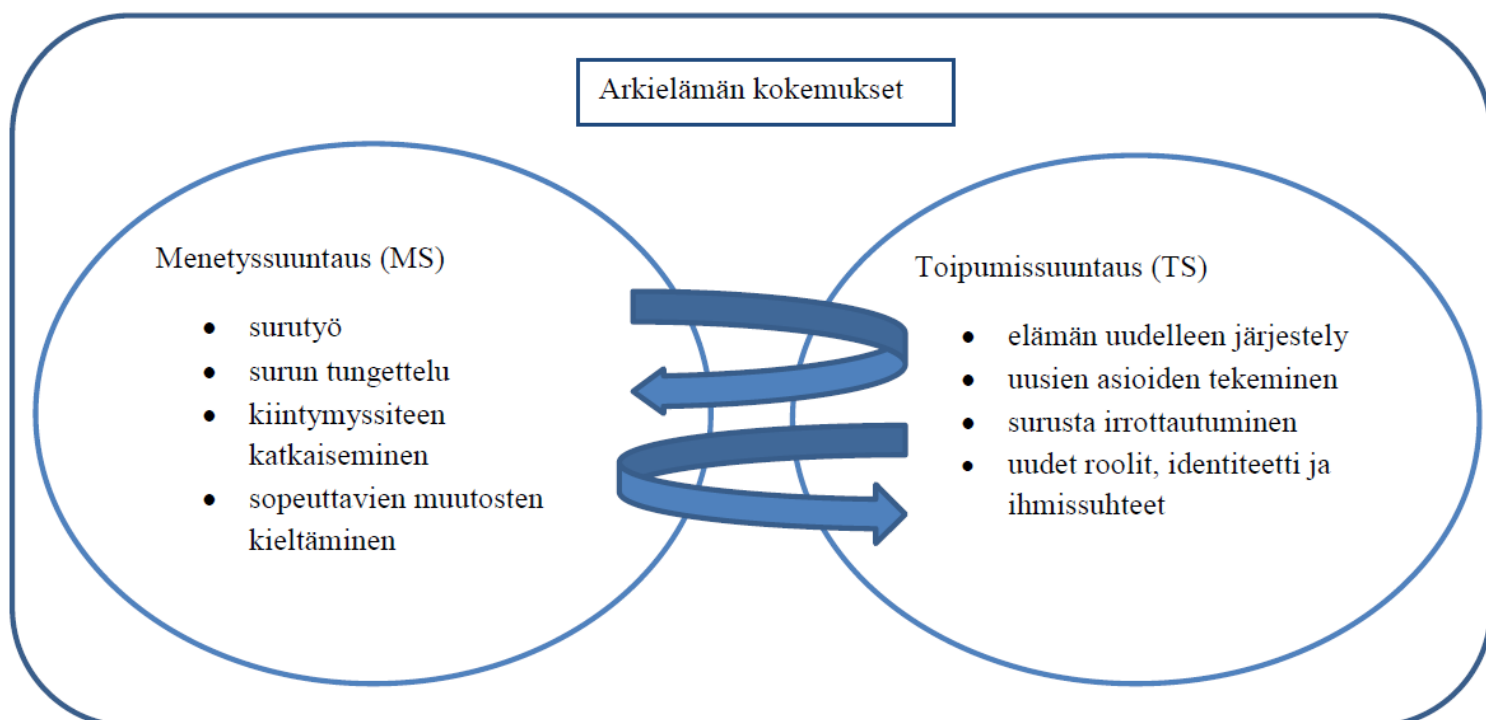 Arkielämän kokemukset
Menetyssuuntaus (MS)
• surutyö
• surun tungettelu
• kiintymyssiteen
katkaiseminen
• sopeuttavien muutosten
kieltäminen
Toipumissuuntaus (TS)
• elämän uudelleen järjestely
• uusien asioiden tekeminen
• surusta irrottautuminen
• uudet roolit, identiteetti ja
ihmissuhteet